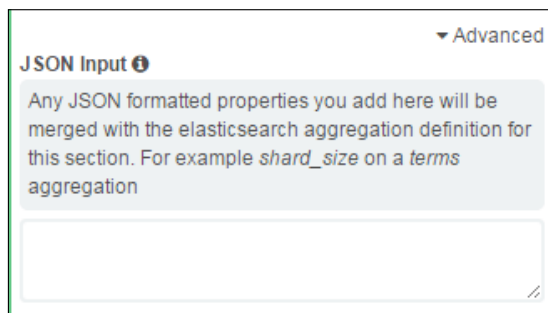 Advanced
JSON Input
Any JSON formatted properties you add here will be
merged with the elasticsearch aggregation definition for
this section. For example shard_size on a terms
aggregation